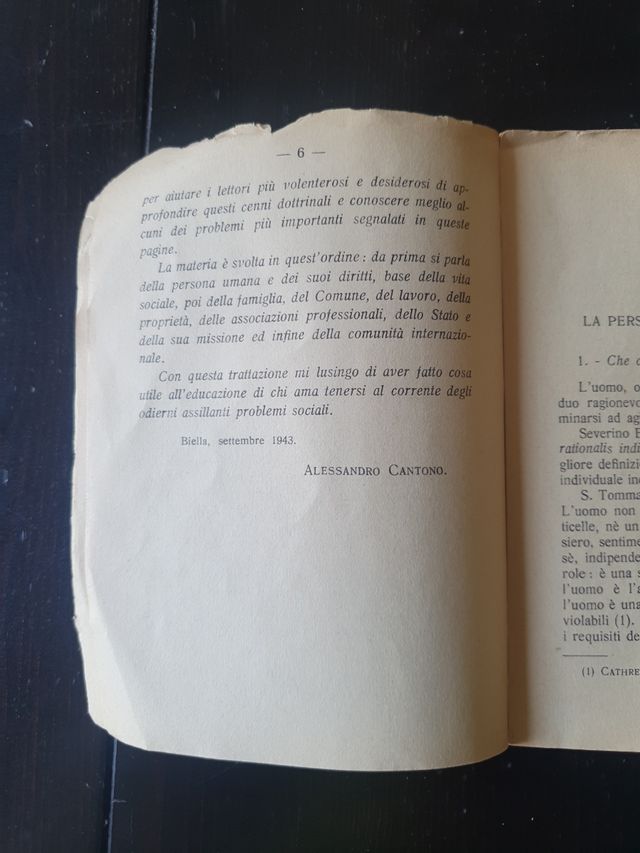 — 6 —
per aiutare i lettori più volenterosi e desiderosi di ap-
profondire questi cenni dottrinali e conoscere meglio al-
cuni dei problemi più importanti segnalati in queste
pagine.
La materia è svolta in quest'ordine : da prima si parla
della persona umana e dei suoi diritti, base della vita
sociale, poi della famiglia, del Comune, del lavoro, della
proprietà, delle associazioni professionali, dello Stato e
della sua missione ed infine della comunità internazio-
nale.
Con questa trattazione mi lusingo di aver fatto cosa
utile all'educazione di chi ama tenersi al corrente degli
odierni assillanti problemi sociali.
Biella, settembre 1943.
ALESSANDRO CANTONO.
LA PERS
1. - Che
L'uomo, o
duo ragionevo
minarsi ad ag
Severino
rationalis indi
gliore definizi
individuale in
S. Tomma
L'uomo non
ticelle, nè un
siero, sentime
sè, indipende
role : è una s
l'uomo è l'a
l'uomo è una
violabili (1).
i requisiti de
(1) CATHRE